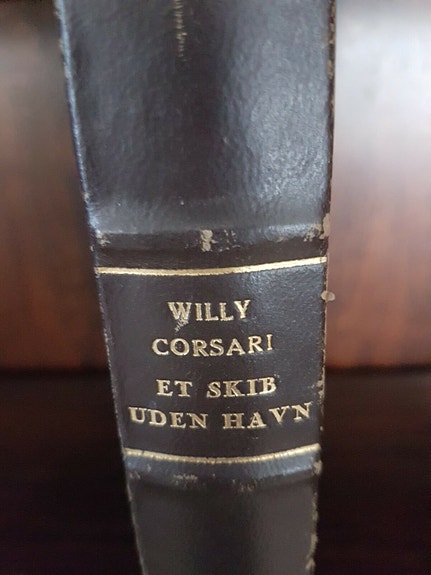 WILLY
CORSARI
ET SKIB
UDEN HAVN